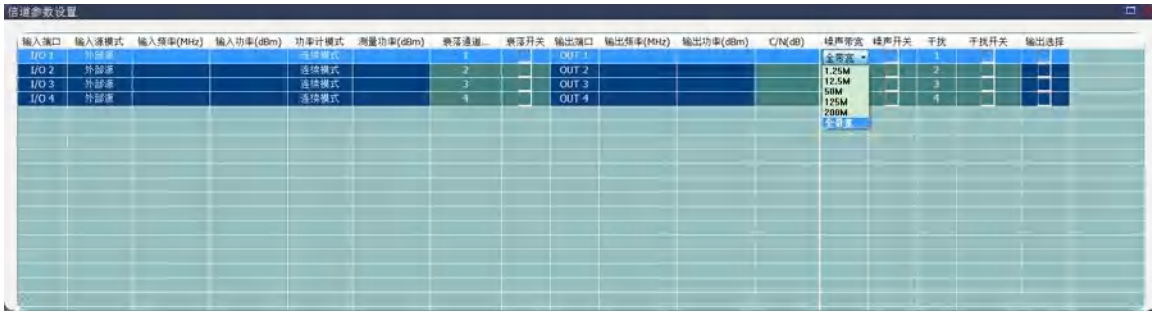 信道参数设置
输入端口 输入源模式 输入频率(MHz) 输入功率(dBm) 功率计模式 测量功率(dBm) 衰落通道... 衰落开关 输出端口 输出频率(MHz) 输出功率(dBm) C/N(dB) 噪声带宽 噪声开关 干扰 干扰开关 输出选择
I/O 1 外部源 连续模式 1 OUT 1 全带宽 1
I/O 2 外部源 连续模式 2 OUT 2 1.25M 2
I/O 3 外部源 连续模式 3 OUT 3 12.5M 3
50M
I/O 4 外部源 连续模式 4 OUT 4 125M 4
200M
全带宽